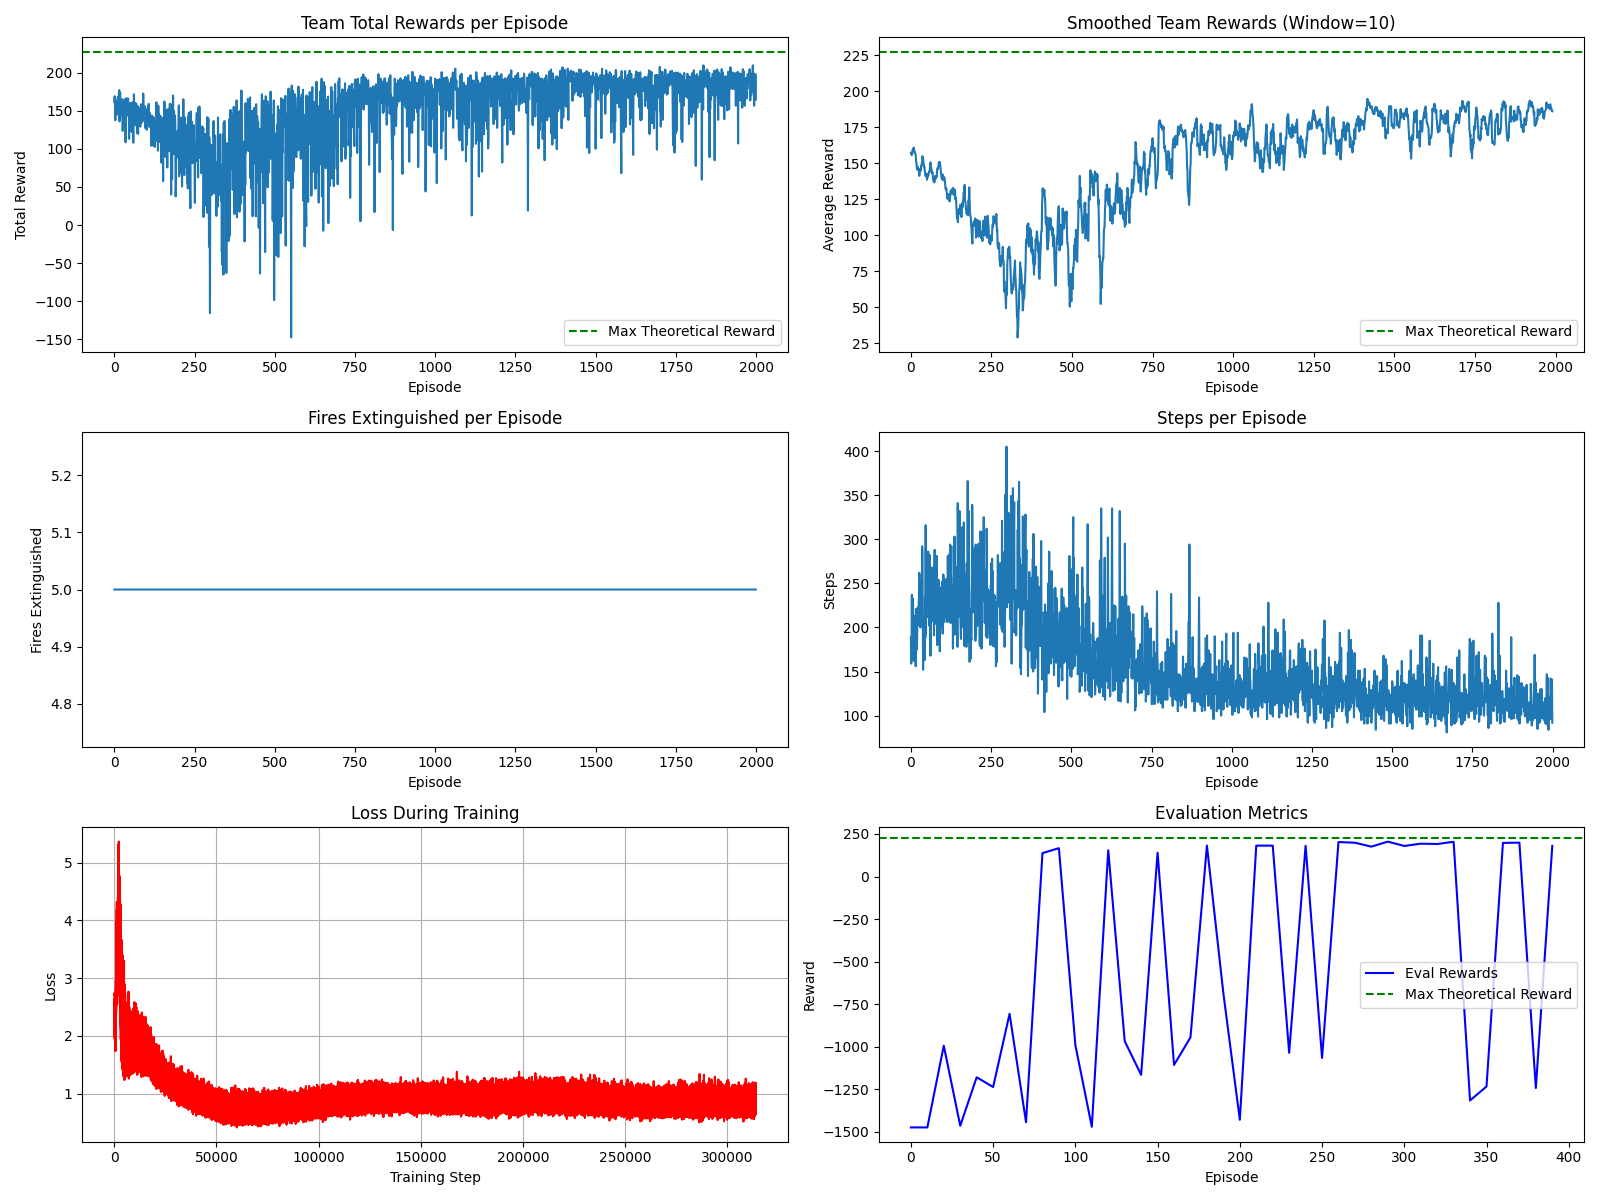 Team Total Rewards per Episode
Total Reward
200
150
100
50
0
−50
−100
−150
Max Theoretical Reward
0 250 500 750 1000 1250 1500 1750 2000
Episode
Smoothed Team Rewards (Window=10)
Average Reward
225
200
175
150
125
100
75
50
25
Max Theoretical Reward
0 250 500 750 1000 1250 1500 1750 2000
Episode
Fires Extinguished per Episode
Fires Extinguished
5.2
5.1
5.0
4.9
4.8
0 250 500 750 1000 1250 1500 1750 2000
Episode
Steps per Episode
Steps
400
350
300
250
200
150
100
0 250 500 750 1000 1250 1500 1750 2000
Episode
Loss During Training
Loss
5
4
3
2
1
0 50000 100000 150000 200000 250000 300000
Training Step
Evaluation Metrics
Reward
250
0
−250
−500
−750
−1000
−1250
−1500
Eval Rewards
Max Theoretical Reward
0 50 100 150 200 250 300 350 400
Episode